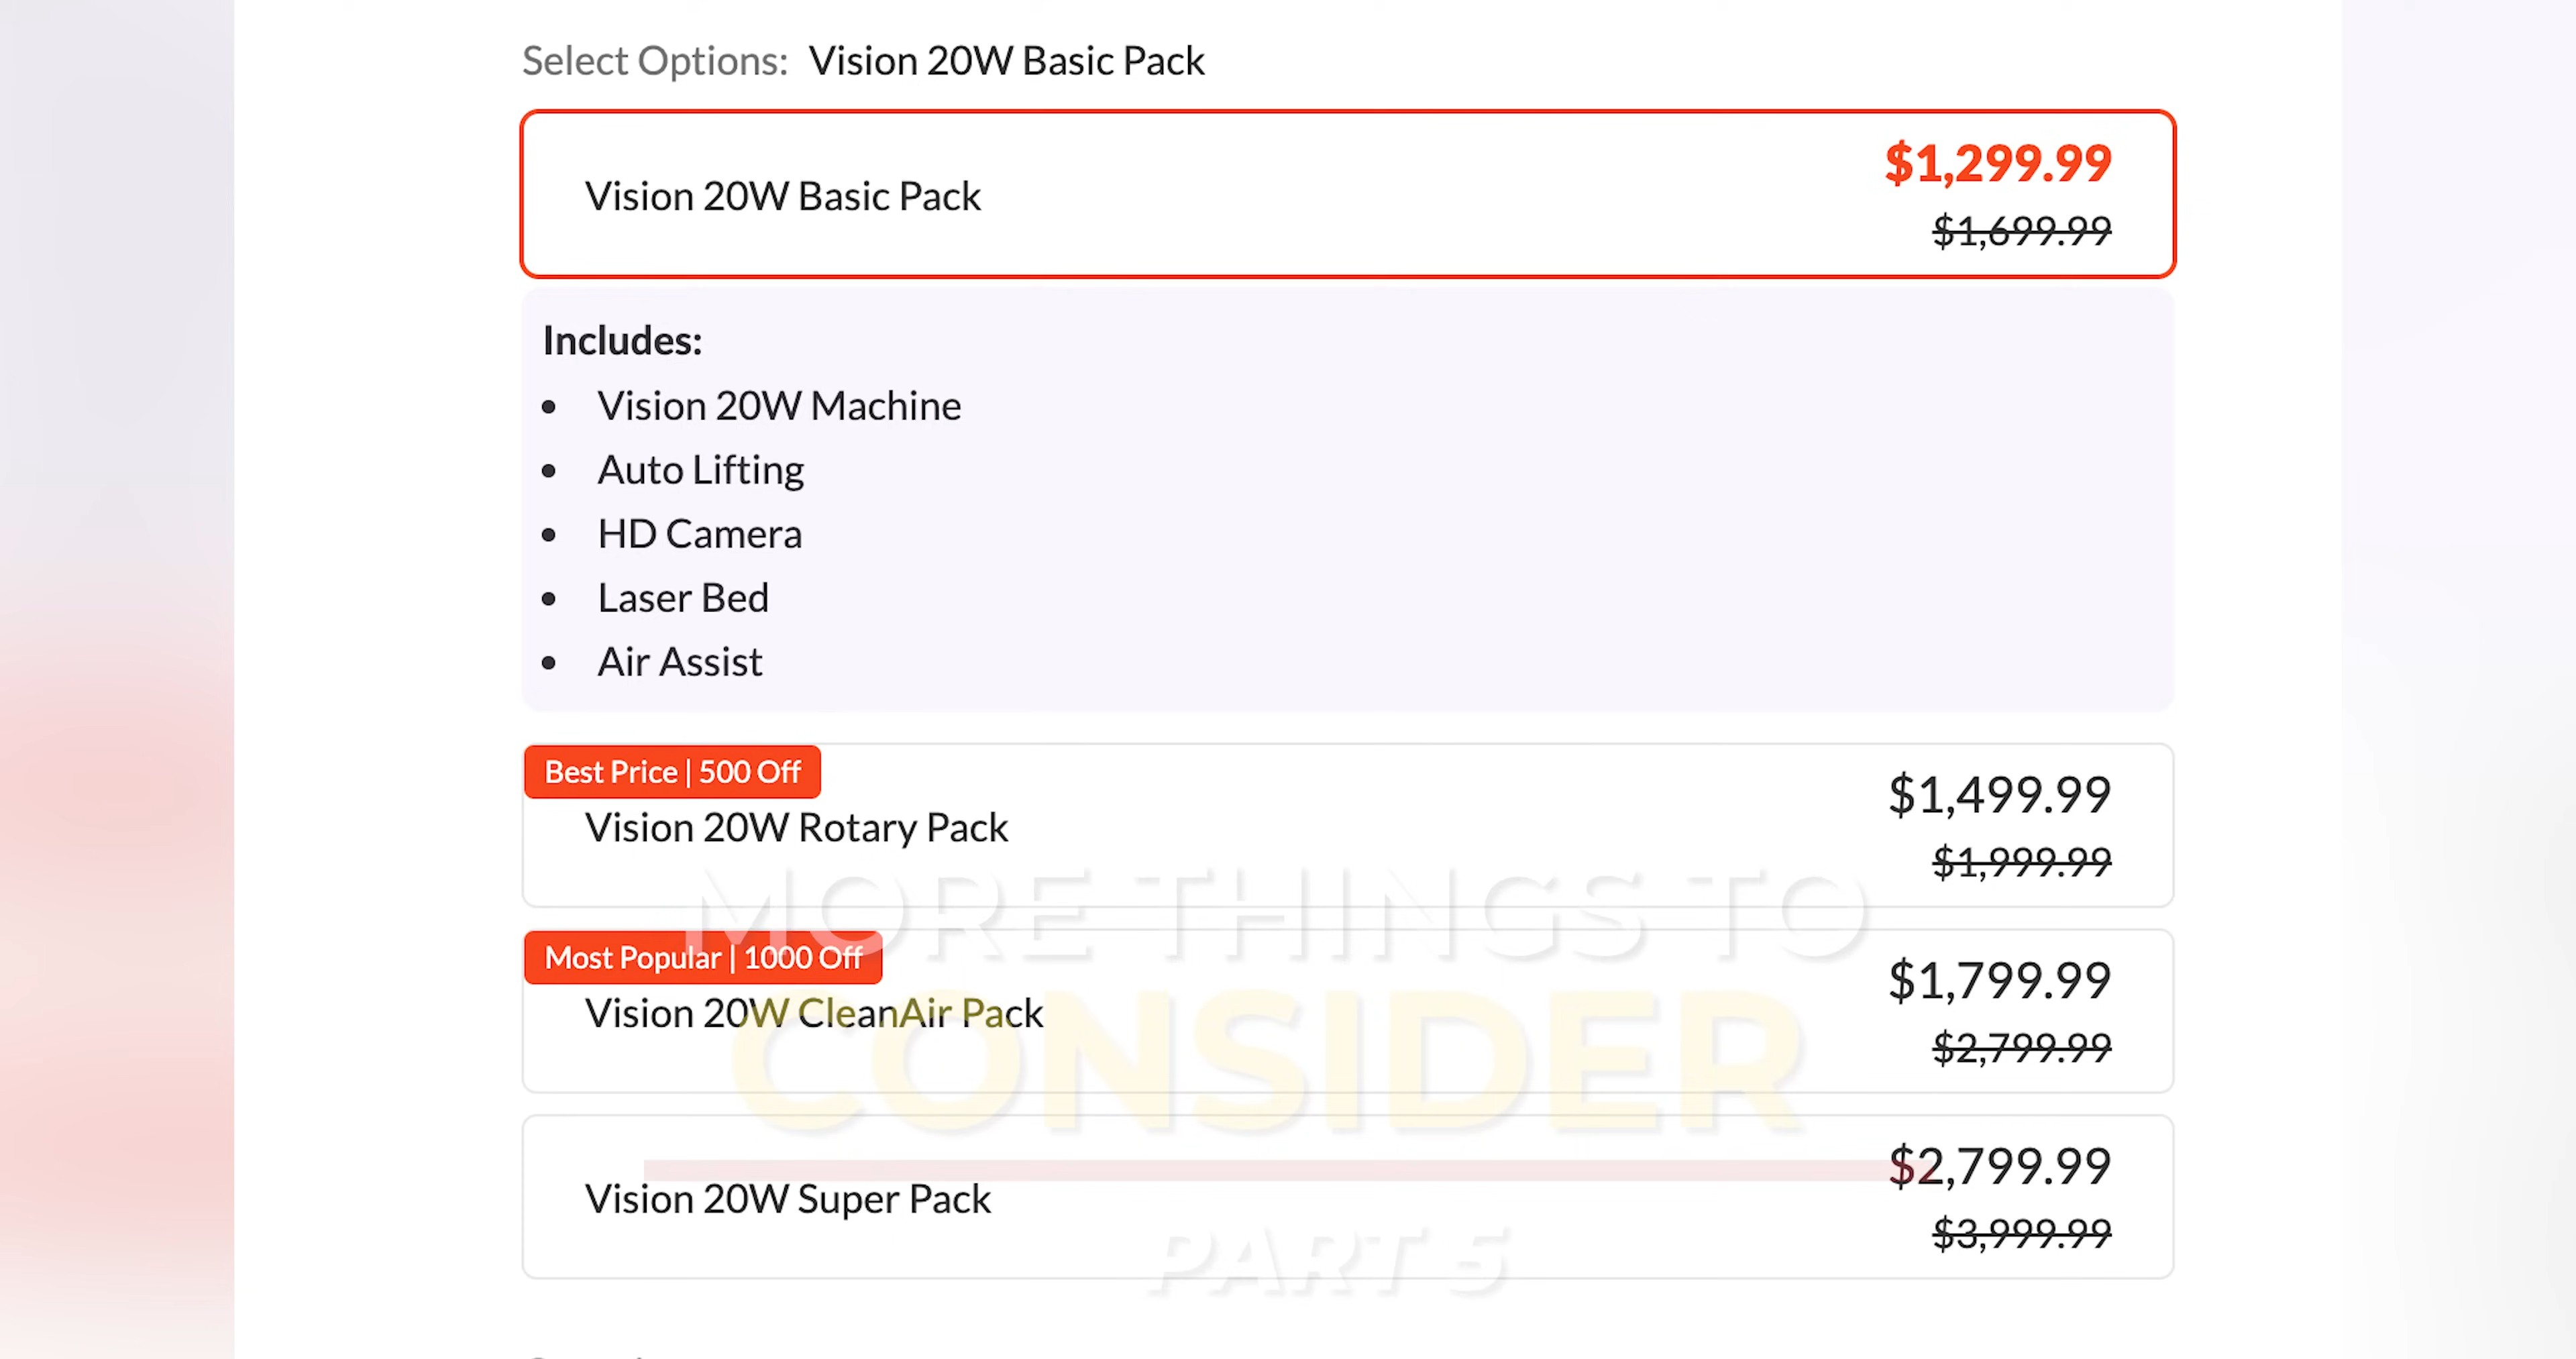 Select Options: Vision 20W Basic Pack
Vision 20W Basic Pack
$1,299.99
$1,699.99
Includes:
• Vision 20W Machine
• Auto Lifting
• HD Camera
• Laser Bed
• Air Assist
Best Price | 500 Off
Vision 20W Rotary Pack
$1,499.99
$1,999.99
MORE THINGS TO
Most Popular | 1000 Off
Vision 20W CleanAir Pack
$1,799.99
$2,799.99
CONSIDER
Vision 20W Super Pack
$2,799.99
$3,999.99
PART 5